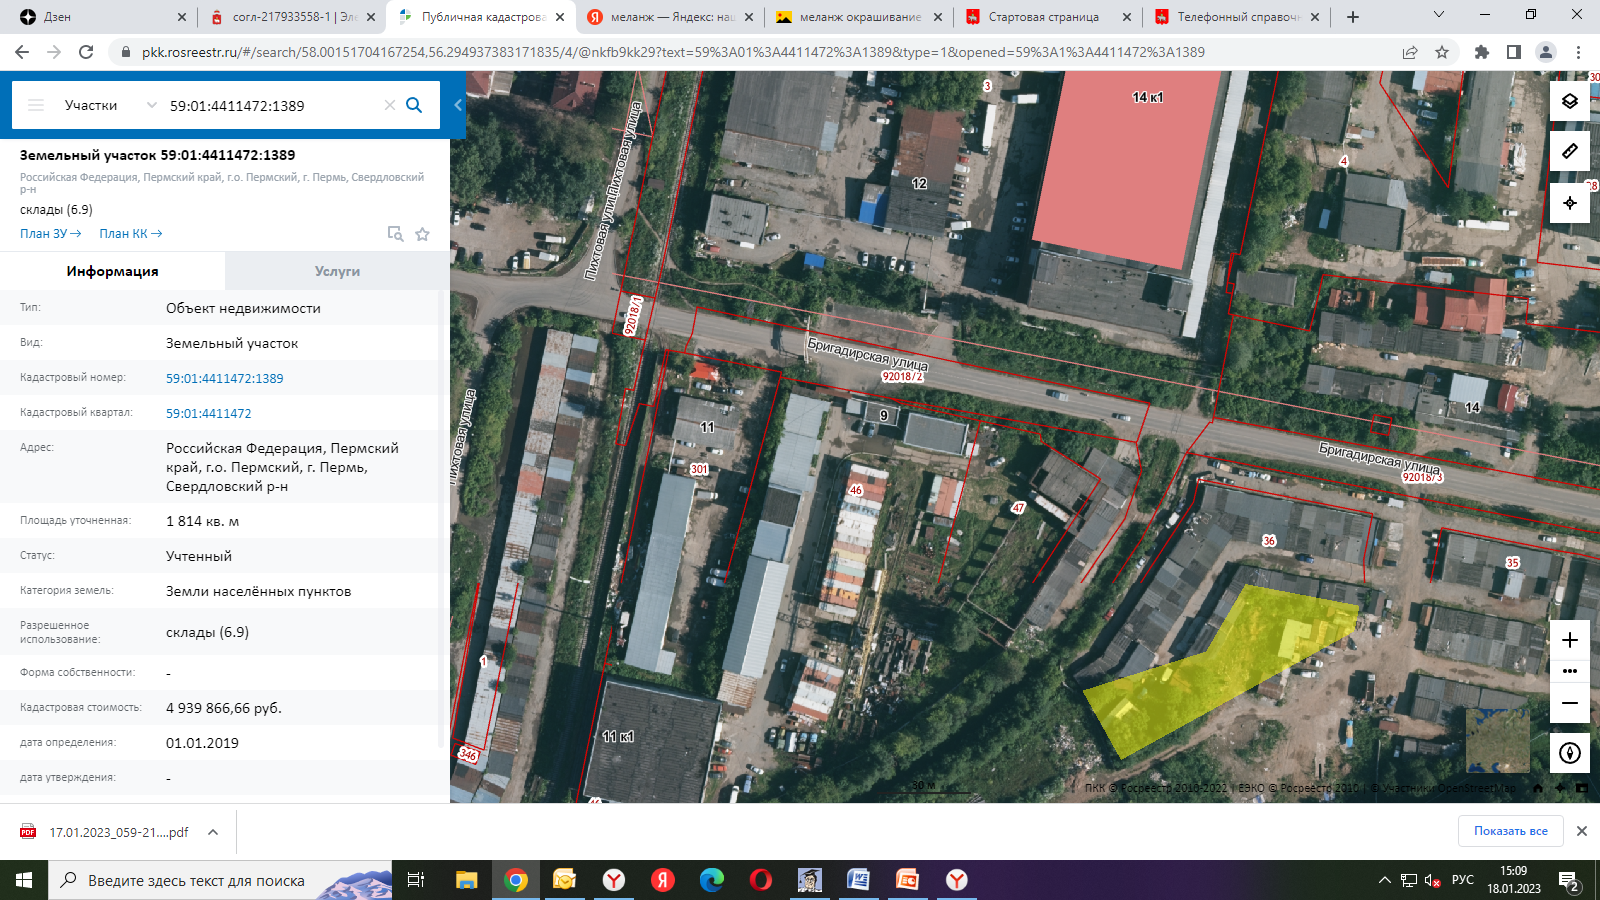 Дзен
согл-217933558-1 | Эле
Публичная кадастрова
меланж — Яндекс: наш
меланж окрашивание
Стартовая страница
Телефонный справочн
pkk.rosreestr.ru/#/search/58.00151704167254,56.294937383171835/4/@nkfb9kk29?text=59%3A01%3A4411472%3A1389&type=1&opened=59%3A1%3A4411472%3A1389
Участки
59:01:4411472:1389
Земельный участок 59:01:4411472:1389
Российская Федерация, Пермский край, г.о. Пермский, г. Пермь, Свердловский
р-н
склады (6.9)
План ЗУ →
План КК →
Информация
Услуги
Тип:
Объект недвижимости
Вид:
Земельный участок
Кадастровый номер:
59:01:4411472:1389
Кадастровый квартал:
59:01:4411472
Адрес:
Российская Федерация, Пермский
край, г.о. Пермский, г. Пермь,
Свердловский р-н
Площадь уточненная:
1 814 кв. м
Статус:
Учтенный
Категория земель:
Земли населённых пунктов
Разрешенное
использование:
склады (6.9)
Форма собственности:
-
Кадастровая стоимость:
4 939 866,66 руб.
дата определения:
01.01.2019
дата утверждения:
-
3
14 к1
30
4
12
28
Пихтовая улица
Пихтовая улица
92018/1
Бригадирская улица
92018/2
9
11
14
301
46
47
Бригадирская улица
92018/3
Пихтовая улица
36
35
1
346
11 к1
46
30 м
ПКК © Росреестр 2010-2022 | ЕЭКО © Росреестр 2010 | © Участники OpenStreetMap
17.01.2023_059-21....pdf
Показать все
Введите здесь текст для поиска
РУС
15:09
18.01.2023
2